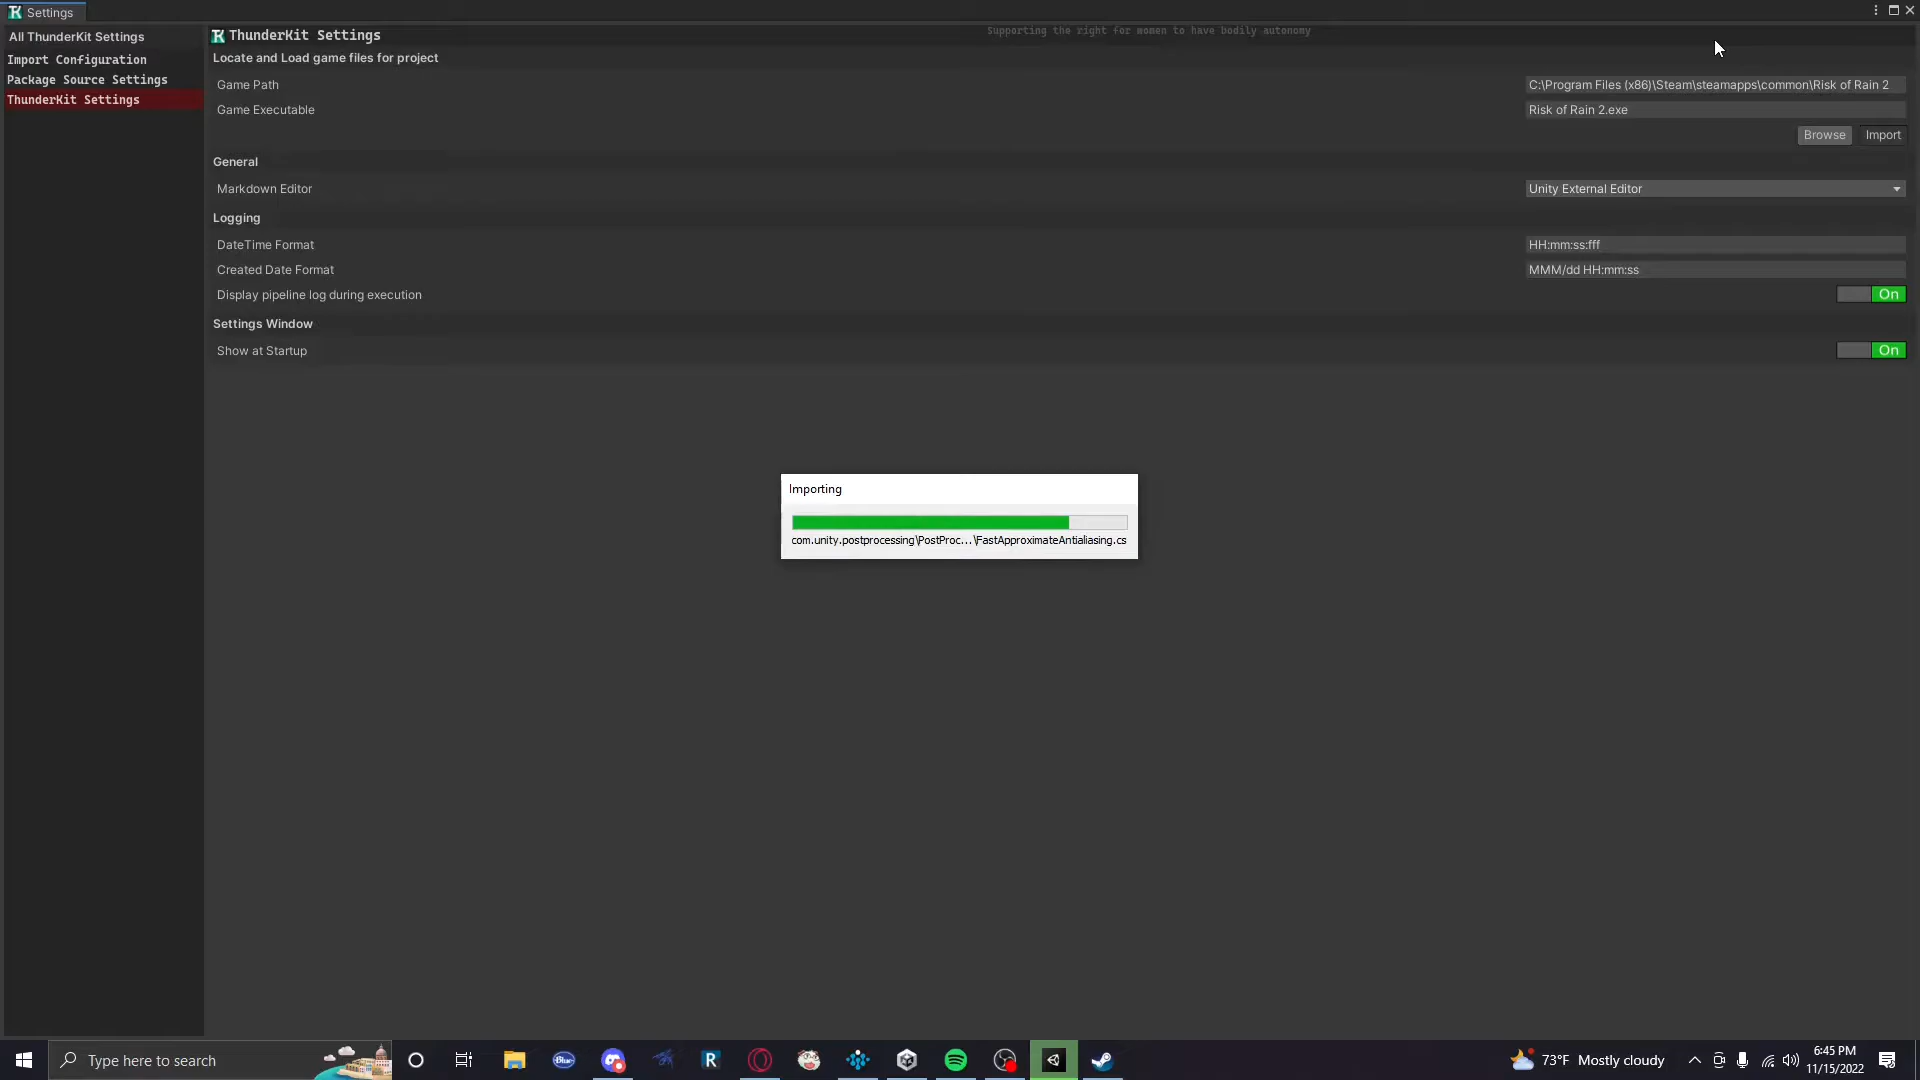 Settings
All ThunderKit Settings
Import Configuration
Package Source Settings
ThunderKit Settings
ThunderKit Settings
Supporting the right for women to have bodily autonomy
Locate and Load game files for project
Game Path
C:\Program Files (x86)\Steam\steamapps\common\Risk of Rain 2
Game Executable
Risk of Rain 2.exe
Browse
Import
General
Markdown Editor
Unity External Editor
Logging
DateTime Format
HH:mm:ss:fff
Created Date Format
MMM/dd HH:mm:ss
Display pipeline log during execution
On
Settings Window
Show at Startup
On
Importing
com.unity.postprocessing\PostProc...\FastApproximateAntialiasing.cs
Type here to search
Blue
R
73°F Mostly cloudy
6:45 PM
11/15/2022